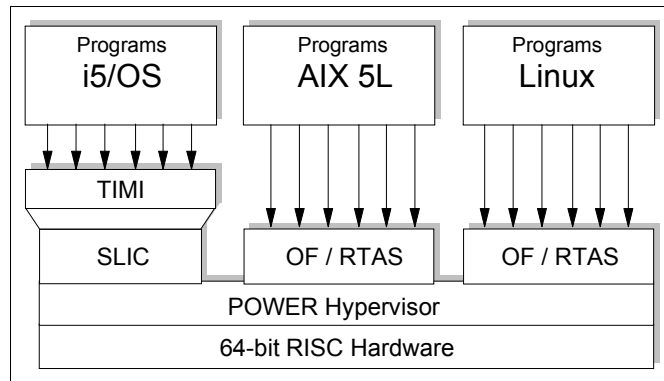 Programs
i5/OS
Programs
AIX 5L
Programs
Linux
TIMI
SLIC
OF / RTAS
OF / RTAS
POWER Hypervisor
64-bit RISC Hardware